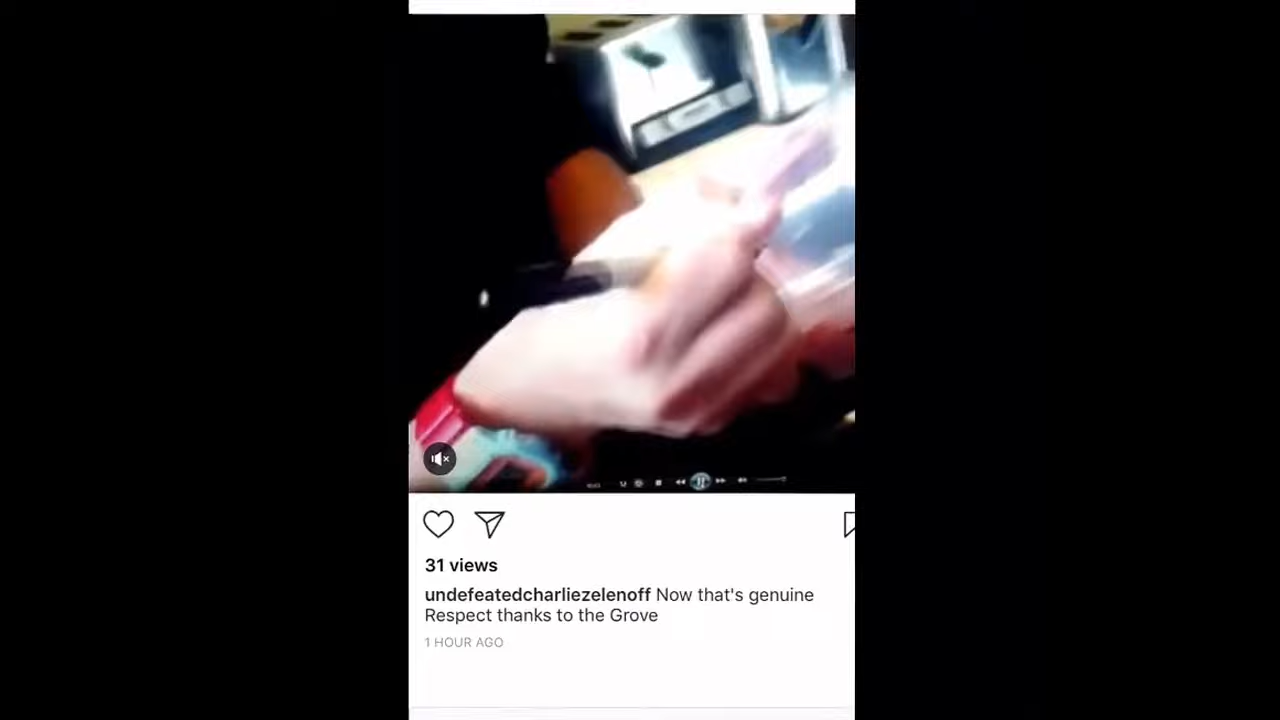 31 views
undefeatedcharliezelenoff Now that's genuine
Respect thanks to the Grove
1 HOUR AGO